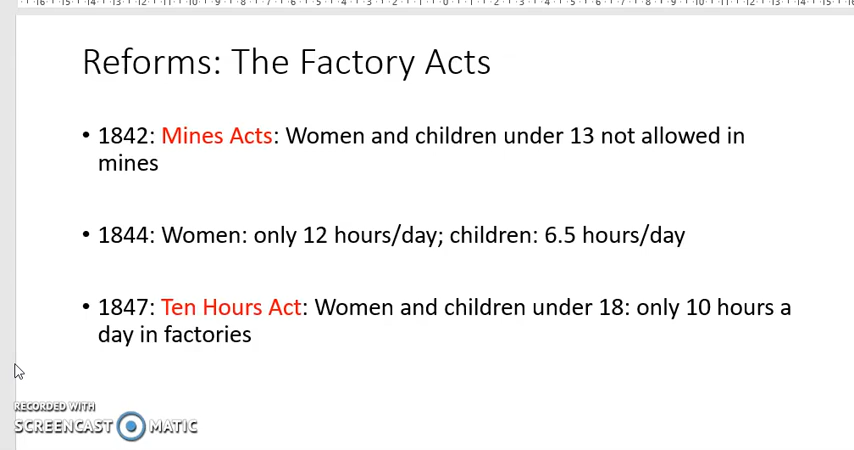 Reforms: The Factory Acts
• 1842: Mines Acts: Women and children under 13 not allowed in
mines
• 1844: Women: only 12 hours/day; children: 6.5 hours/day
• 1847: Ten Hours Act: Women and children under 18: only 10 hours a
day in factories
RECORDED WITH
SCREENCAST MATIC